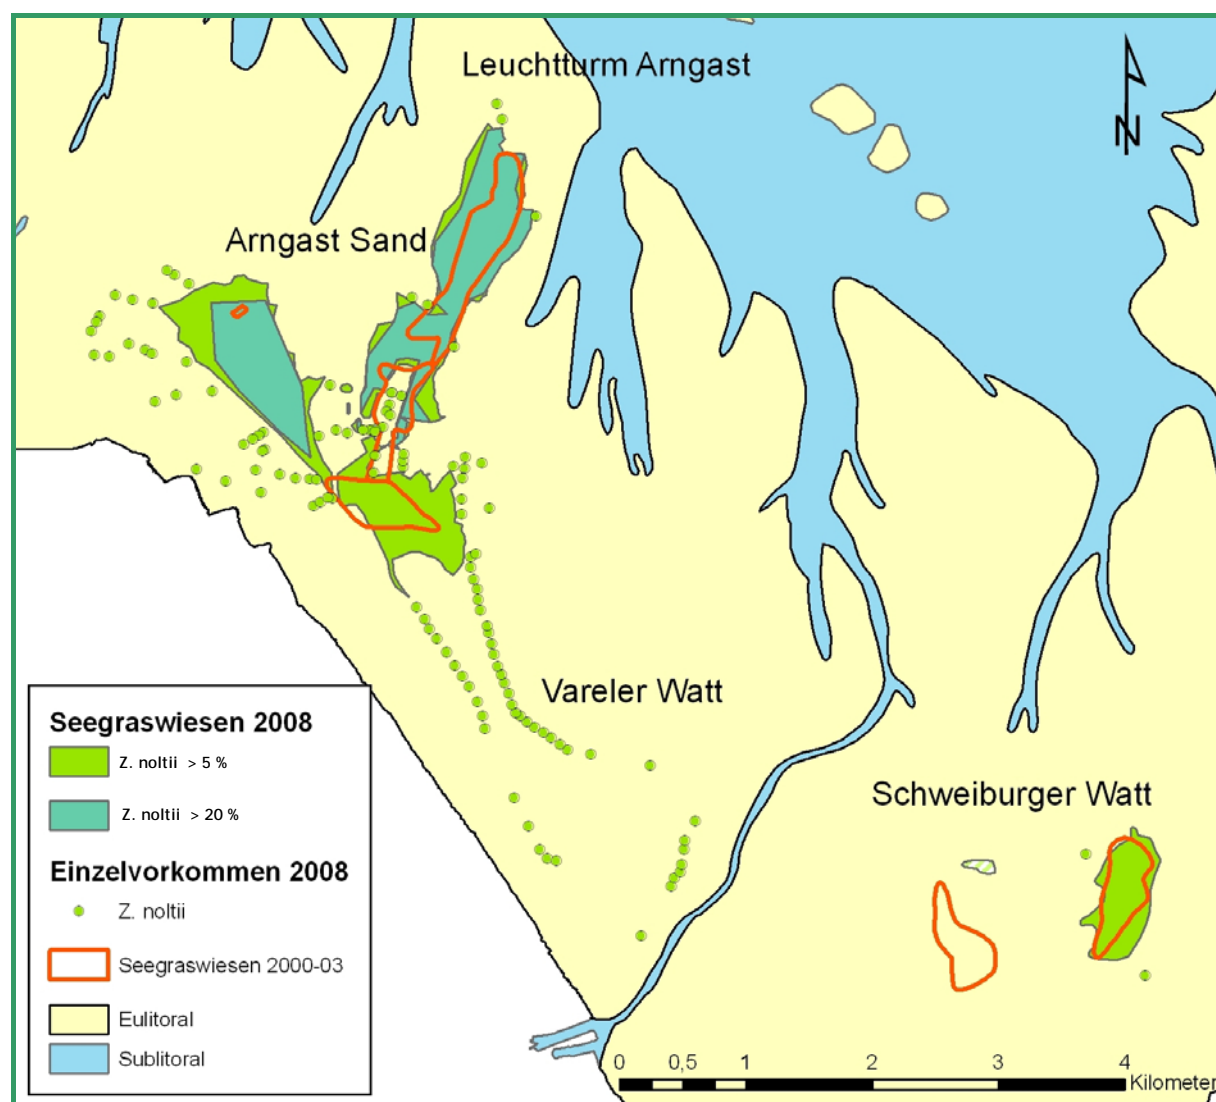 Leuchtturm Arngast
N
Arngast Sand
Vareler Watt
Schweiburger Watt
Seegraswiesen 2008
Z. noltii > 5 %
Z. noltii > 20 %
Einzelvorkommen 2008
Z. noltii
Seegraswiesen 2000-03
Eulitoral
Sublitoral
0 0,5 1 2 3 4
Kilometer